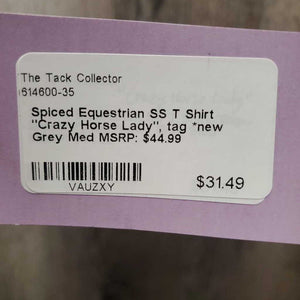 The Tack Collector
614600-35
Spiced Equestrian SS T Shirt
"Crazy Horse Lady", tag *new
Grey Med MSRP: $44.99
VAUZXY
$31.49